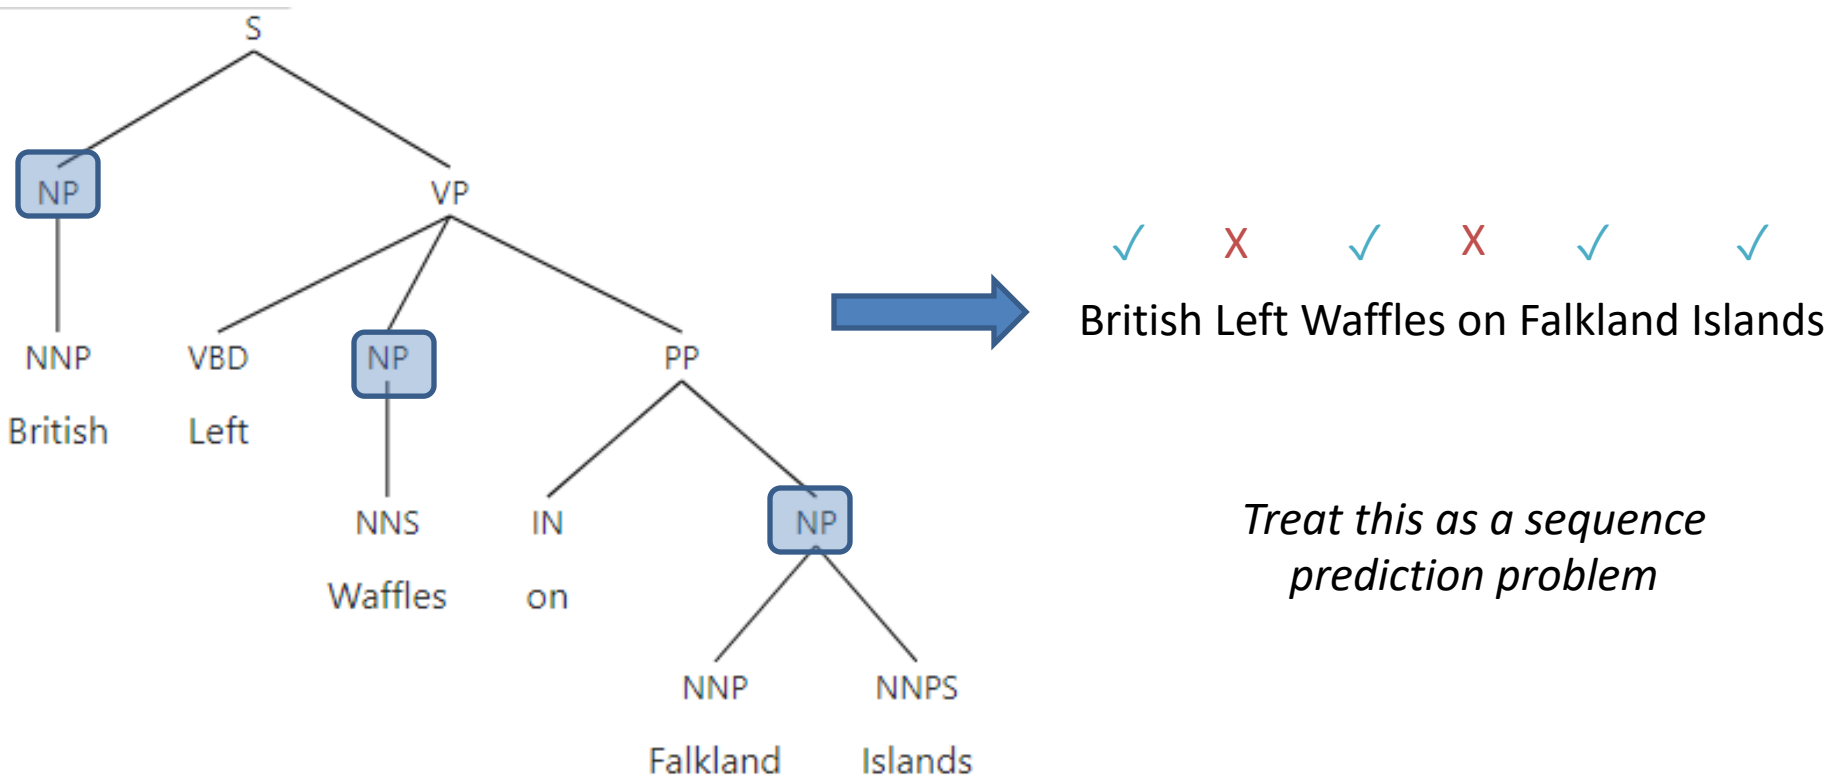 S
NP VP
✓ X ✓ X ✓ ✓
British Left Waffles on Falkland Islands
NNP VBD NP PP
British Left
NNS IN NP
Waffles on
Treat this as a sequence
prediction problem
NNP NNPS
Falkland Islands